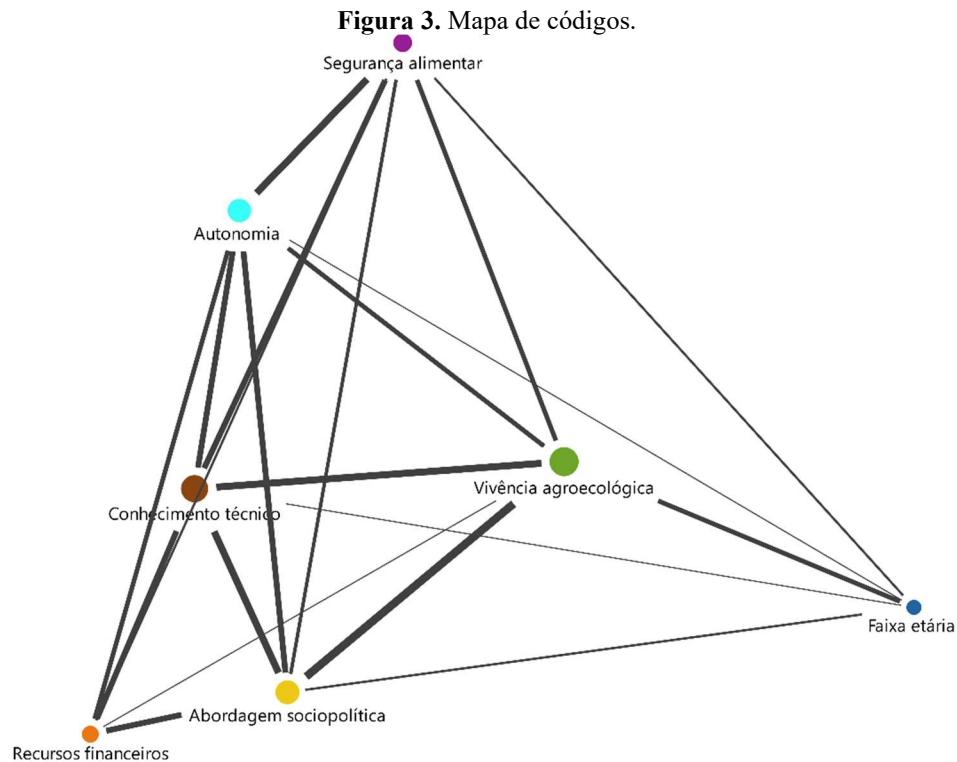 Figura 3. Mapa de códigos.
Segurança alimentar
Autonomia
Vivência agroecológica
Conhecimento técnico
Faixa etária
Abordagem sociopolítica
Recursos financeiros